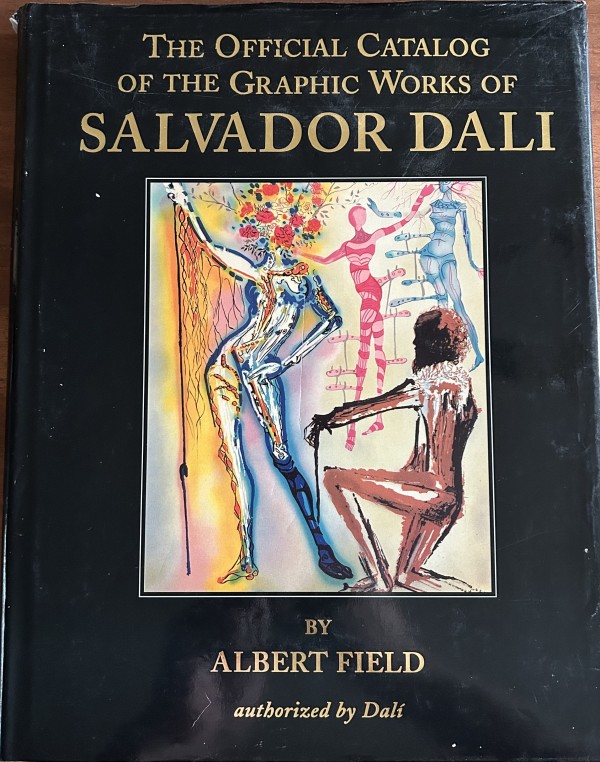 THE OFFICIAL CATALOG
OF THE GRAPHIC WORKS OF
SALVADOR DALI
BY
ALBERT FIELD
authorized by Dalí